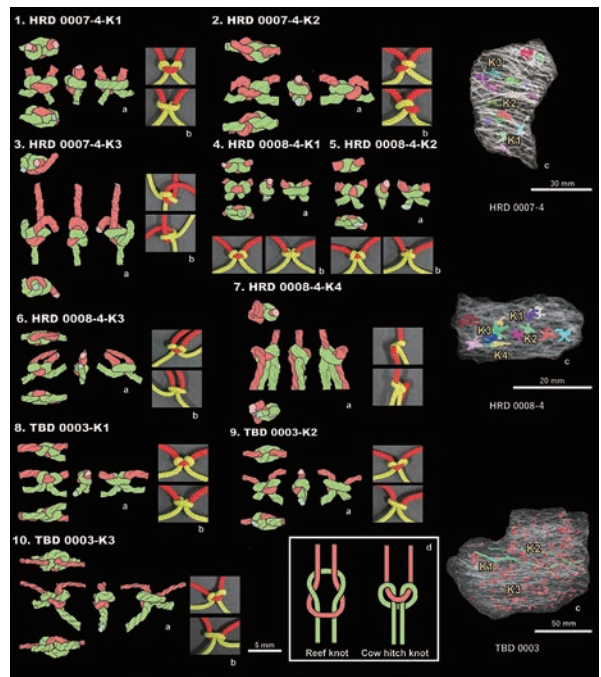 1. HRD 0007-4-K1
a
b
2. HRD 0007-4-K2
a
b
3. HRD 0007-4-K3
a
b
4. HRD 0008-4-K1
a
b
5. HRD 0008-4-K2
a
b
6. HRD 0008-4-K3
a
b
7. HRD 0008-4-K4
a
b
8. TBD 0003-K1
a
b
9. TBD 0003-K2
a
b
10. TBD 0003-K3
a
b
5 mm
d
Reef knot
Cow hitch knot
K3
K2
K1
c
30 mm
HRD 0007-4
K1
K3
K2
K4
c
20 mm
HRD 0008-4
K2
K1
K3
c
50 mm
TBD 0003